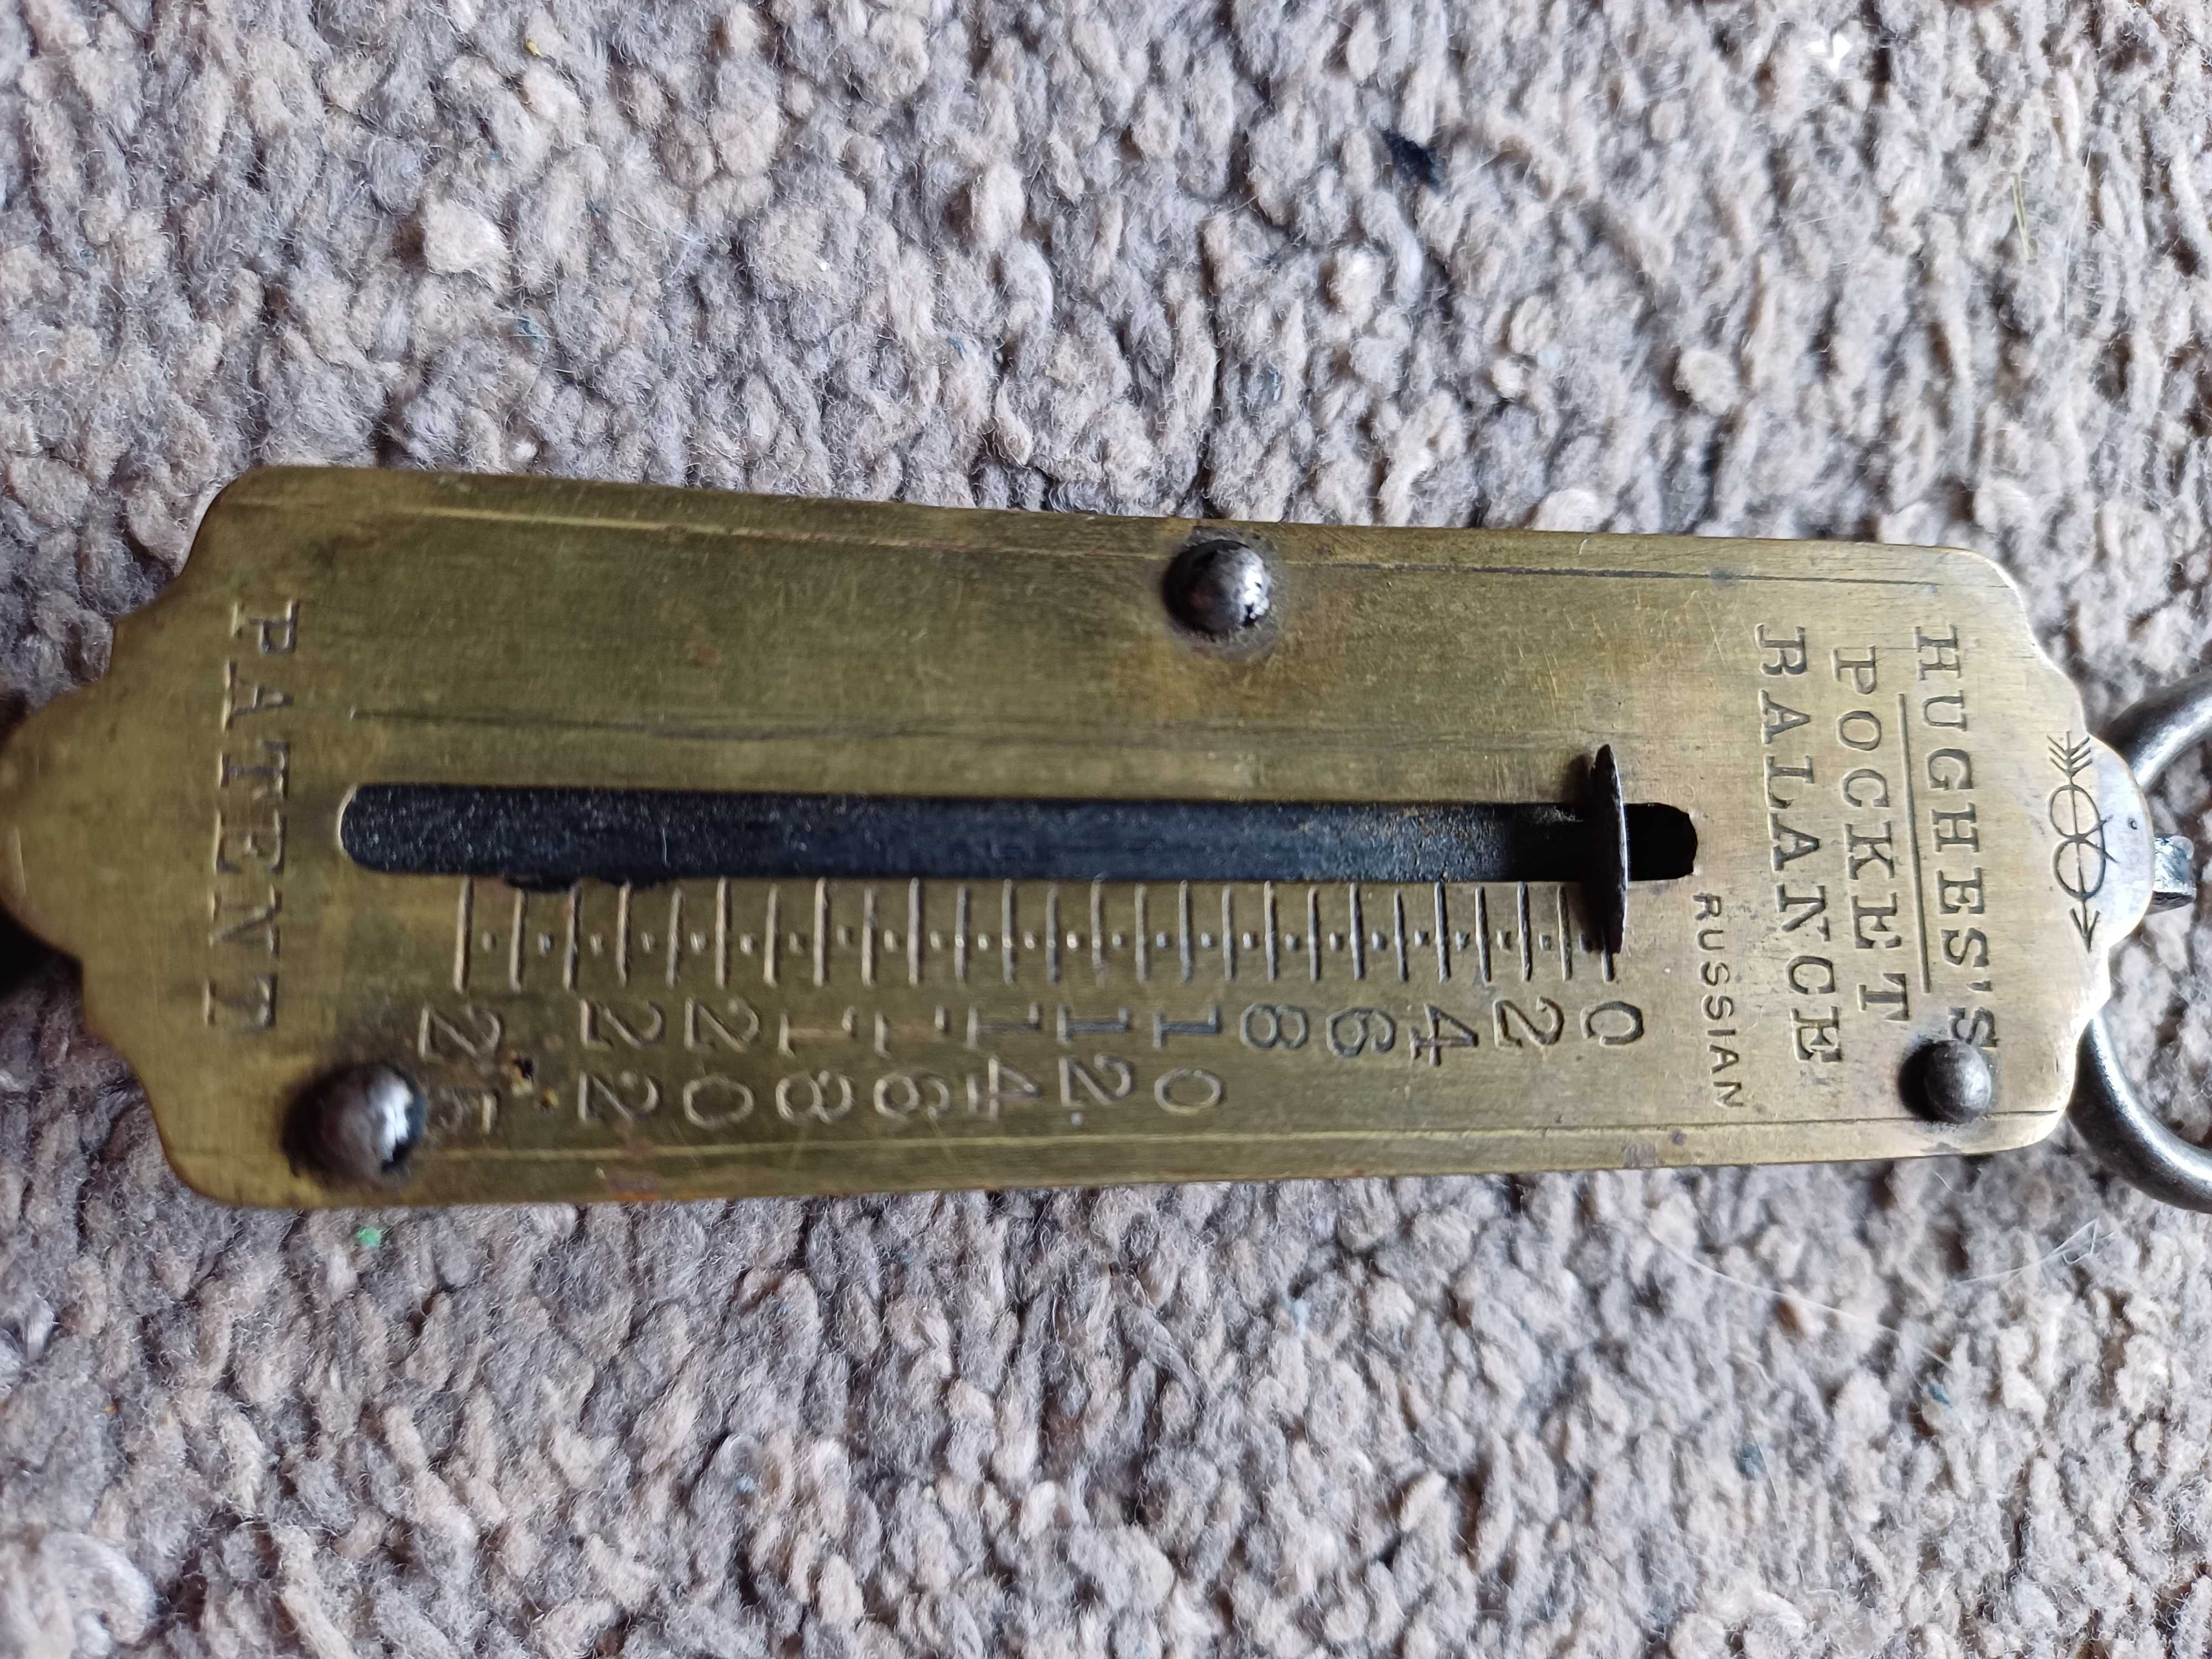 HUGHES'S
POCKET
BALANCE
RUSSIAN
0
2
4
6
8
10
12
14
16
18
20
22
25
PATENT